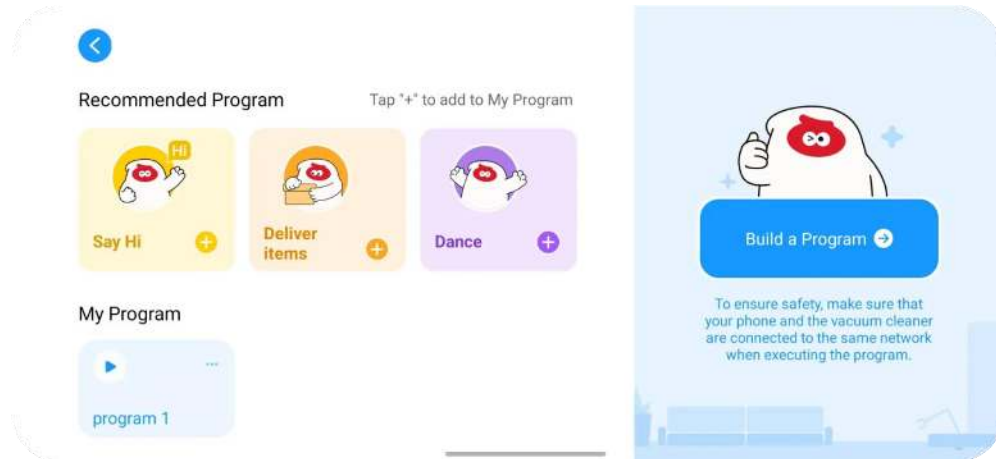 Recommended Program
Tap "+" to add to My Program
Hi
Say Hi
Deliver
items
Dance
My Program
program 1
Build a Program
To ensure safety, make sure that
your phone and the vacuum cleaner
are connected to the same network
when executing the program.